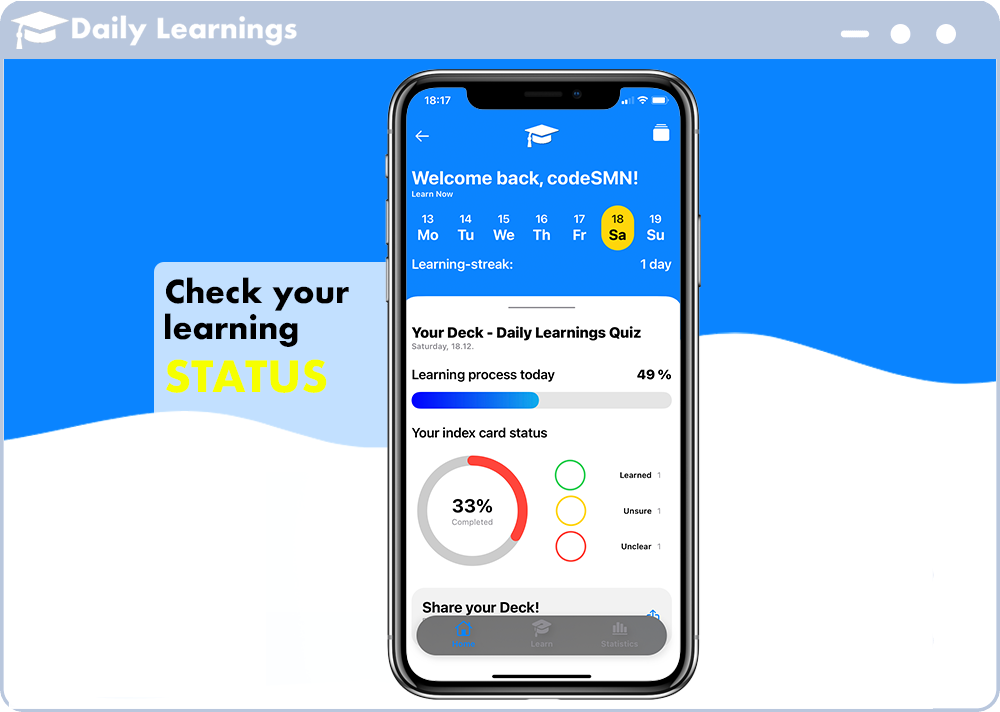 Daily Learnings
Check your
learning
STATUS
18:17
Welcome back, codeSMN!
Learn Now
13 14 15 16 17 18 19
Mo Tu We Th Fr Sa Su
Learning-streak: 1 day
Your Deck - Daily Learnings Quiz
Saturday, 18.12.
Learning process today 49 %
Your index card status
33%
Completed
Learned 1
Unsure 1
Unclear 1
Share your Deck!
Home Learn Statistics